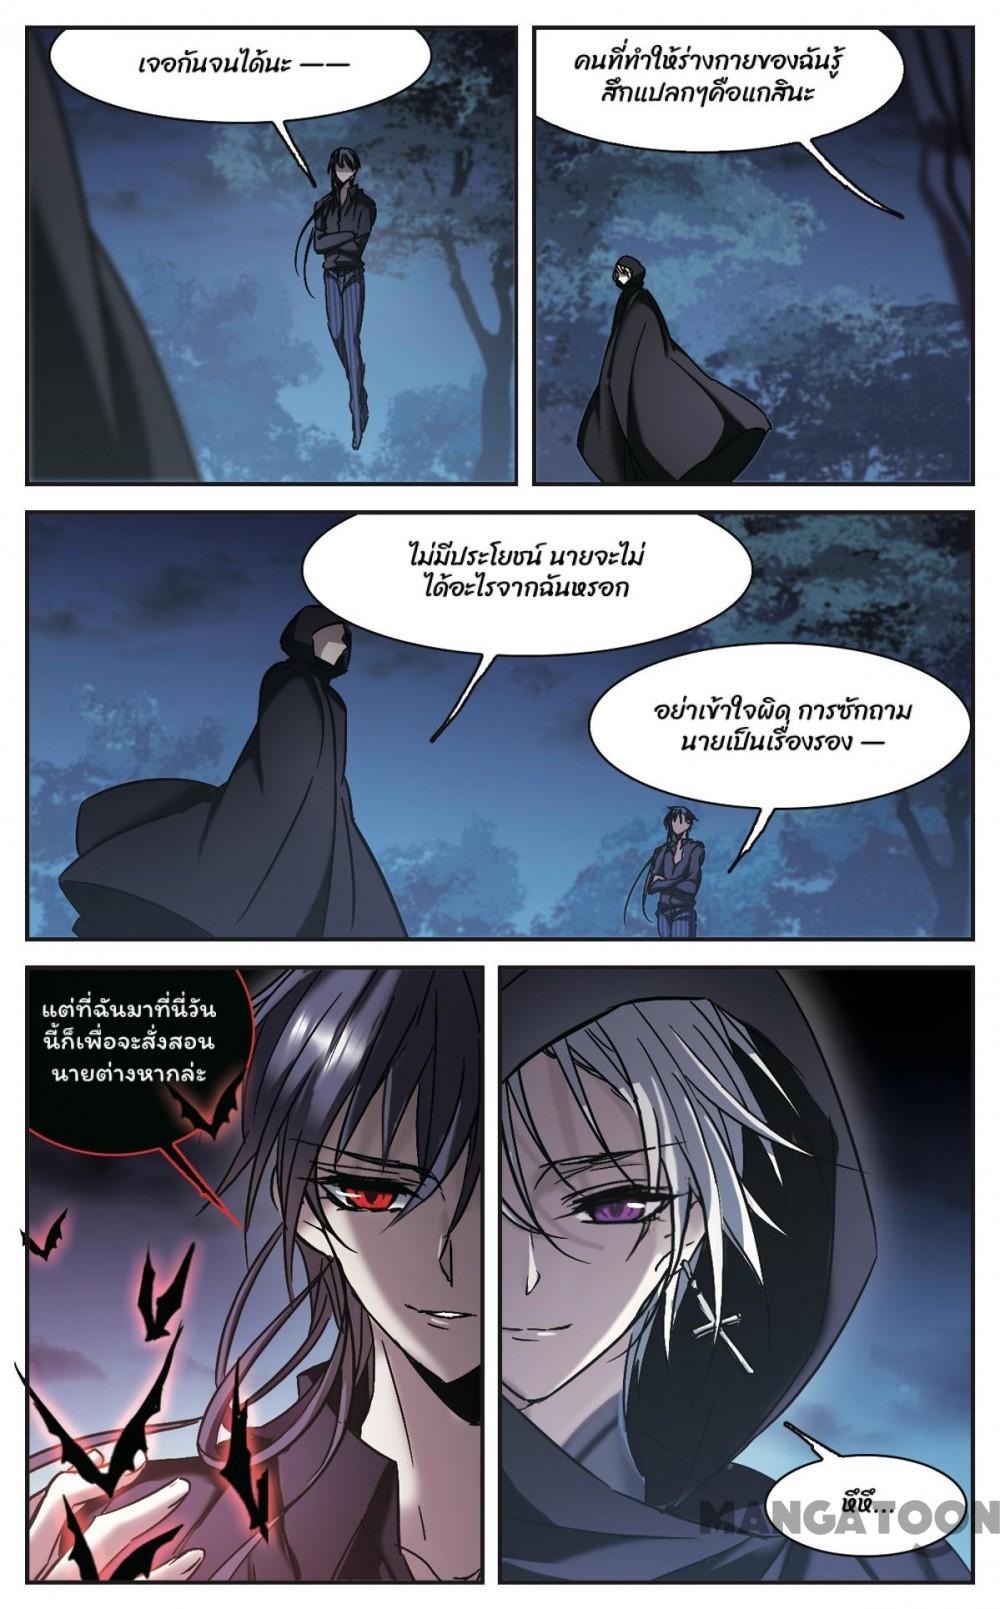 เจอกันจนได้นะ ——
คนที่ทำให้ร่างกายของฉันรู้
สึกแปลกๆคือแกสินะ
ไม่มีประโยชน์ นายจะไม่
ได้อะไรจากฉันหรอก
อย่าเข้าใจผิด การซักถาม
นายเป็นเรื่องรอง —
แต่ที่ฉันมาที่นี่วัน
นี้ก็เพื่อจะสั่งสอน
นายต่างหากล่ะ
หึหึ...
MANGATOON